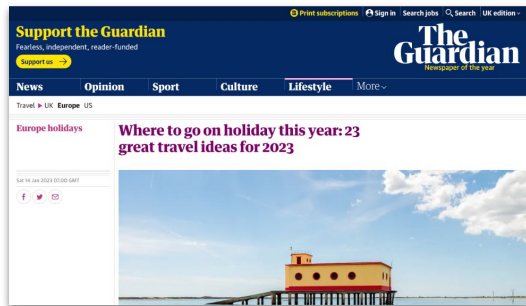 Print subscriptions Sign in Search jobs Search UK edition
Support the Guardian
Fearless, independent, reader-funded
Support us
The
Guardian
Newspaper of the year
News Opinion Sport Culture Lifestyle More
Travel UK Europe US
Europe holidays
Where to go on holiday this year: 23
great travel ideas for 2023
Sat 14 Jan 2023 07.00 GMT